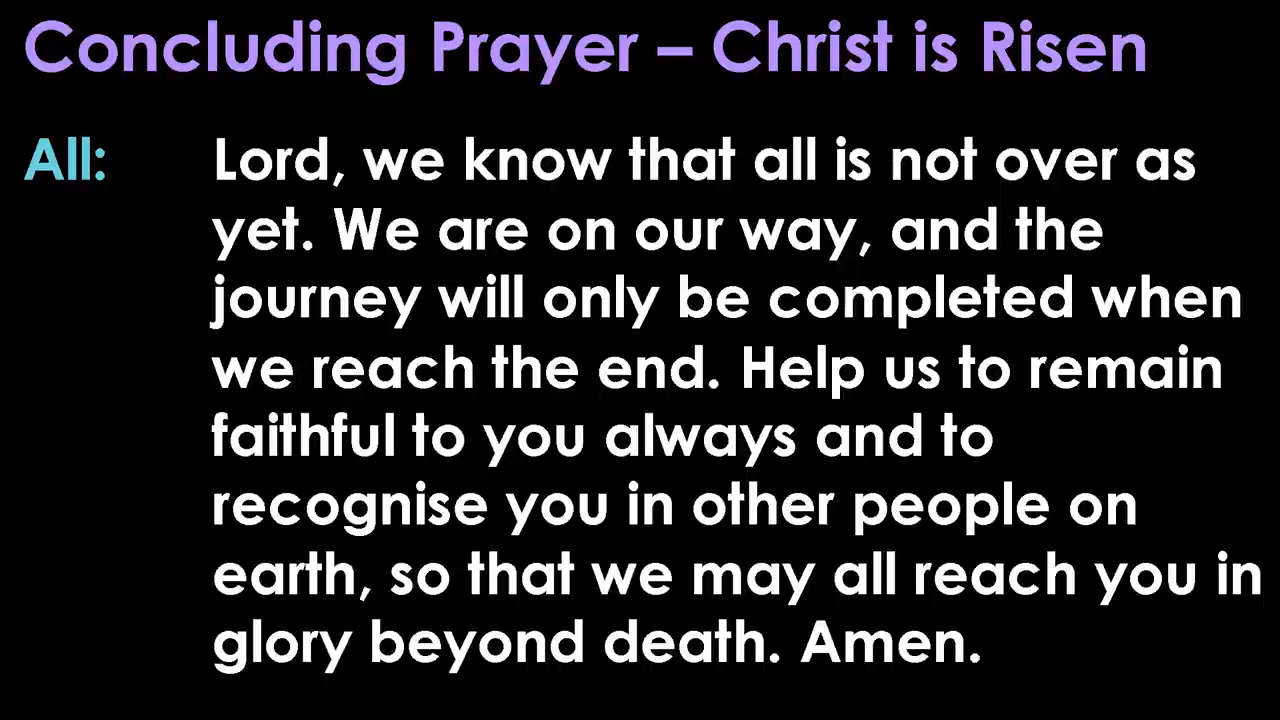 Concluding Prayer – Christ is Risen
All: Lord, we know that all is not over as
yet. We are on our way, and the
journey will only be completed when
we reach the end. Help us to remain
faithful to you always and to
recognise you in other people on
earth, so that we may all reach you in
glory beyond death. Amen.